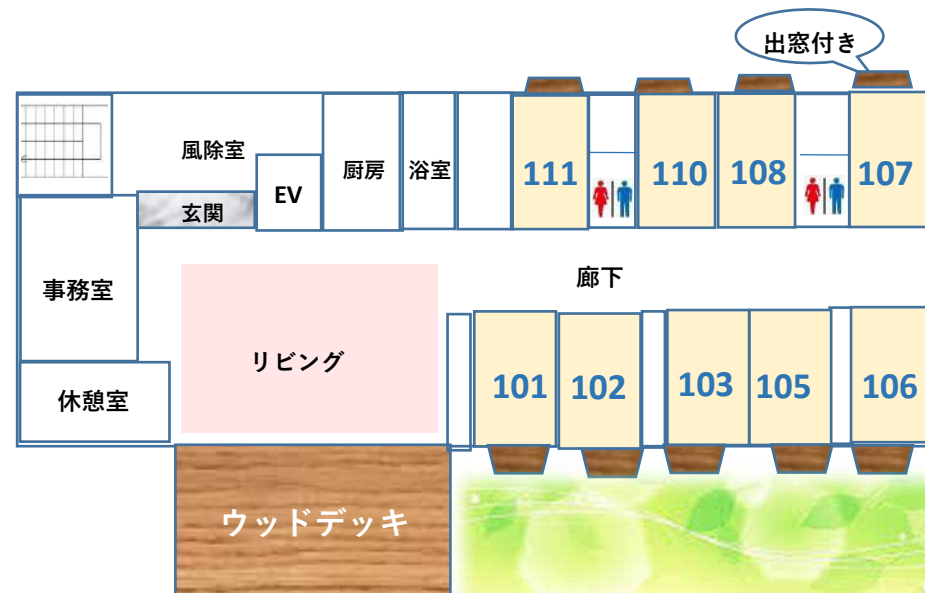 出窓付き
風除室
厨房
浴室
111
110
108
107
EV
玄関
事務室
廊下
リビング
休憩室
101
102
103
105
106
ウッドデッキ